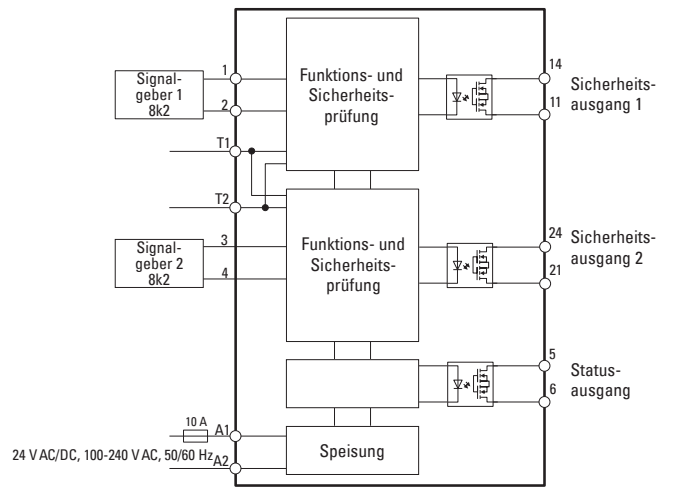 Signal-
geber 1
8k2
1
2
T1
T2
Signal-
geber 2
8k2
3
4
Funktions- und
Sicherheits-
prüfung
14
11
Sicherheits-
ausgang 1
Funktions- und
Sicherheits-
prüfung
24
21
Sicherheits-
ausgang 2
5
6
Status-
ausgang
10 A
A1
24 V AC/DC, 100-240 V AC, 50/60 Hz
A2
Speisung